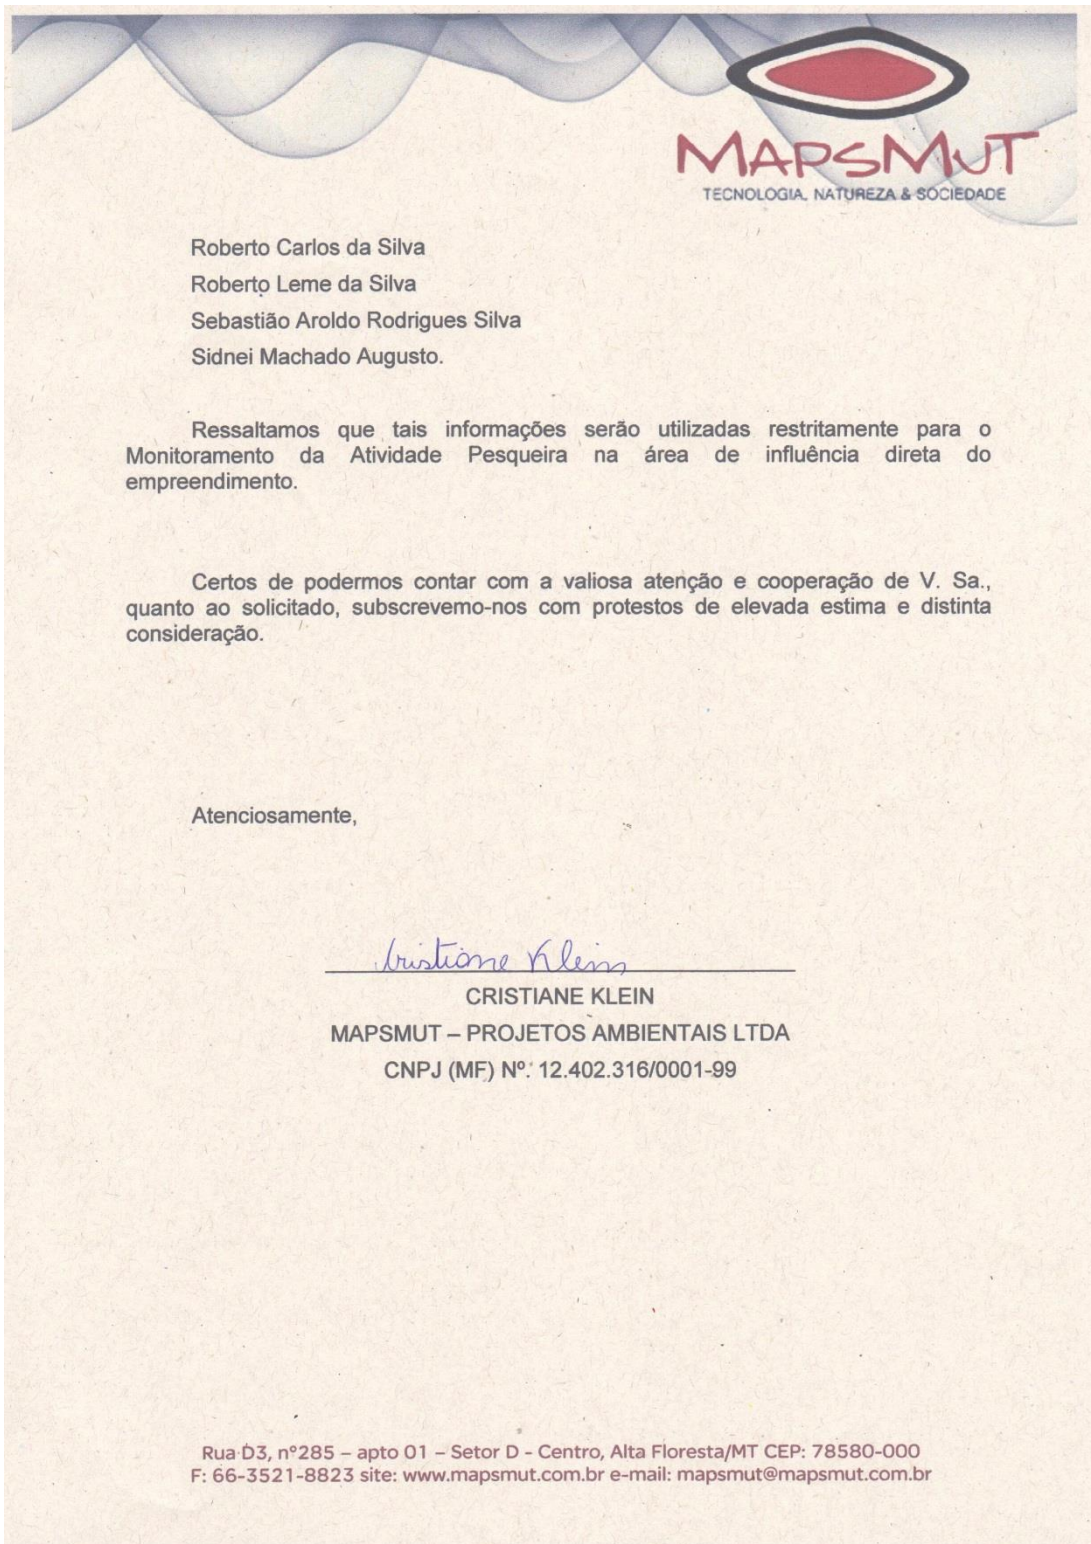 MAPSMUT
TECNOLOGIA, NATUREZA & SOCIEDADE
Roberto Carlos da Silva
Roberto Leme da Silva
Sebastião Aroldo Rodrigues Silva
Sidnei Machado Augusto.
Ressaltamos que tais informações serão utilizadas restritamente para o
Monitoramento da Atividade Pesqueira na área de influência direta do
empreendimento.
Certos de podermos contar com a valiosa atenção e cooperação de V. Sa.,
quanto ao solicitado, subscrevemo-nos com protestos de elevada estima e distinta
consideração.
Atenciosamente,
Cristiane Klein
CRISTIANE KLEIN
MAPSMUT – PROJETOS AMBIENTAIS LTDA
CNPJ (MF) Nº. 12.402.316/0001-99
Rua D3, nº285 – apto 01 – Setor D - Centro, Alta Floresta/MT CEP: 78580-000
F: 66-3521-8823 site: www.mapsmut.com.br e-mail: mapsmut@mapsmut.com.br